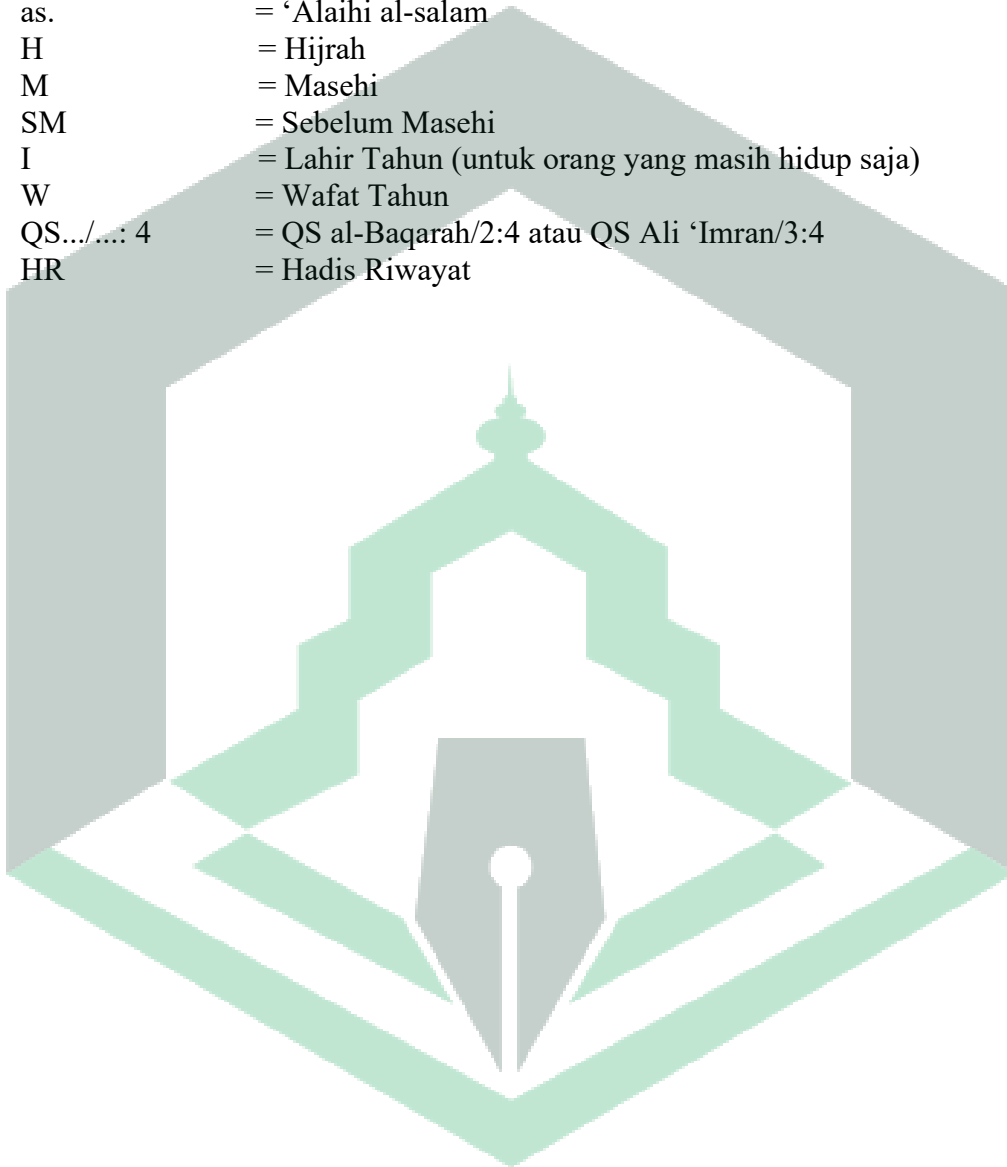 as. = ‘Alaihi al-salam
H = Hijrah
M = Masehi
SM = Sebelum Masehi
I = Lahir Tahun (untuk orang yang masih hidup saja)
W = Wafat Tahun
QS.../...: 4 = QS al-Baqarah/2:4 atau QS Ali ‘Imran/3:4
HR = Hadis Riwayat